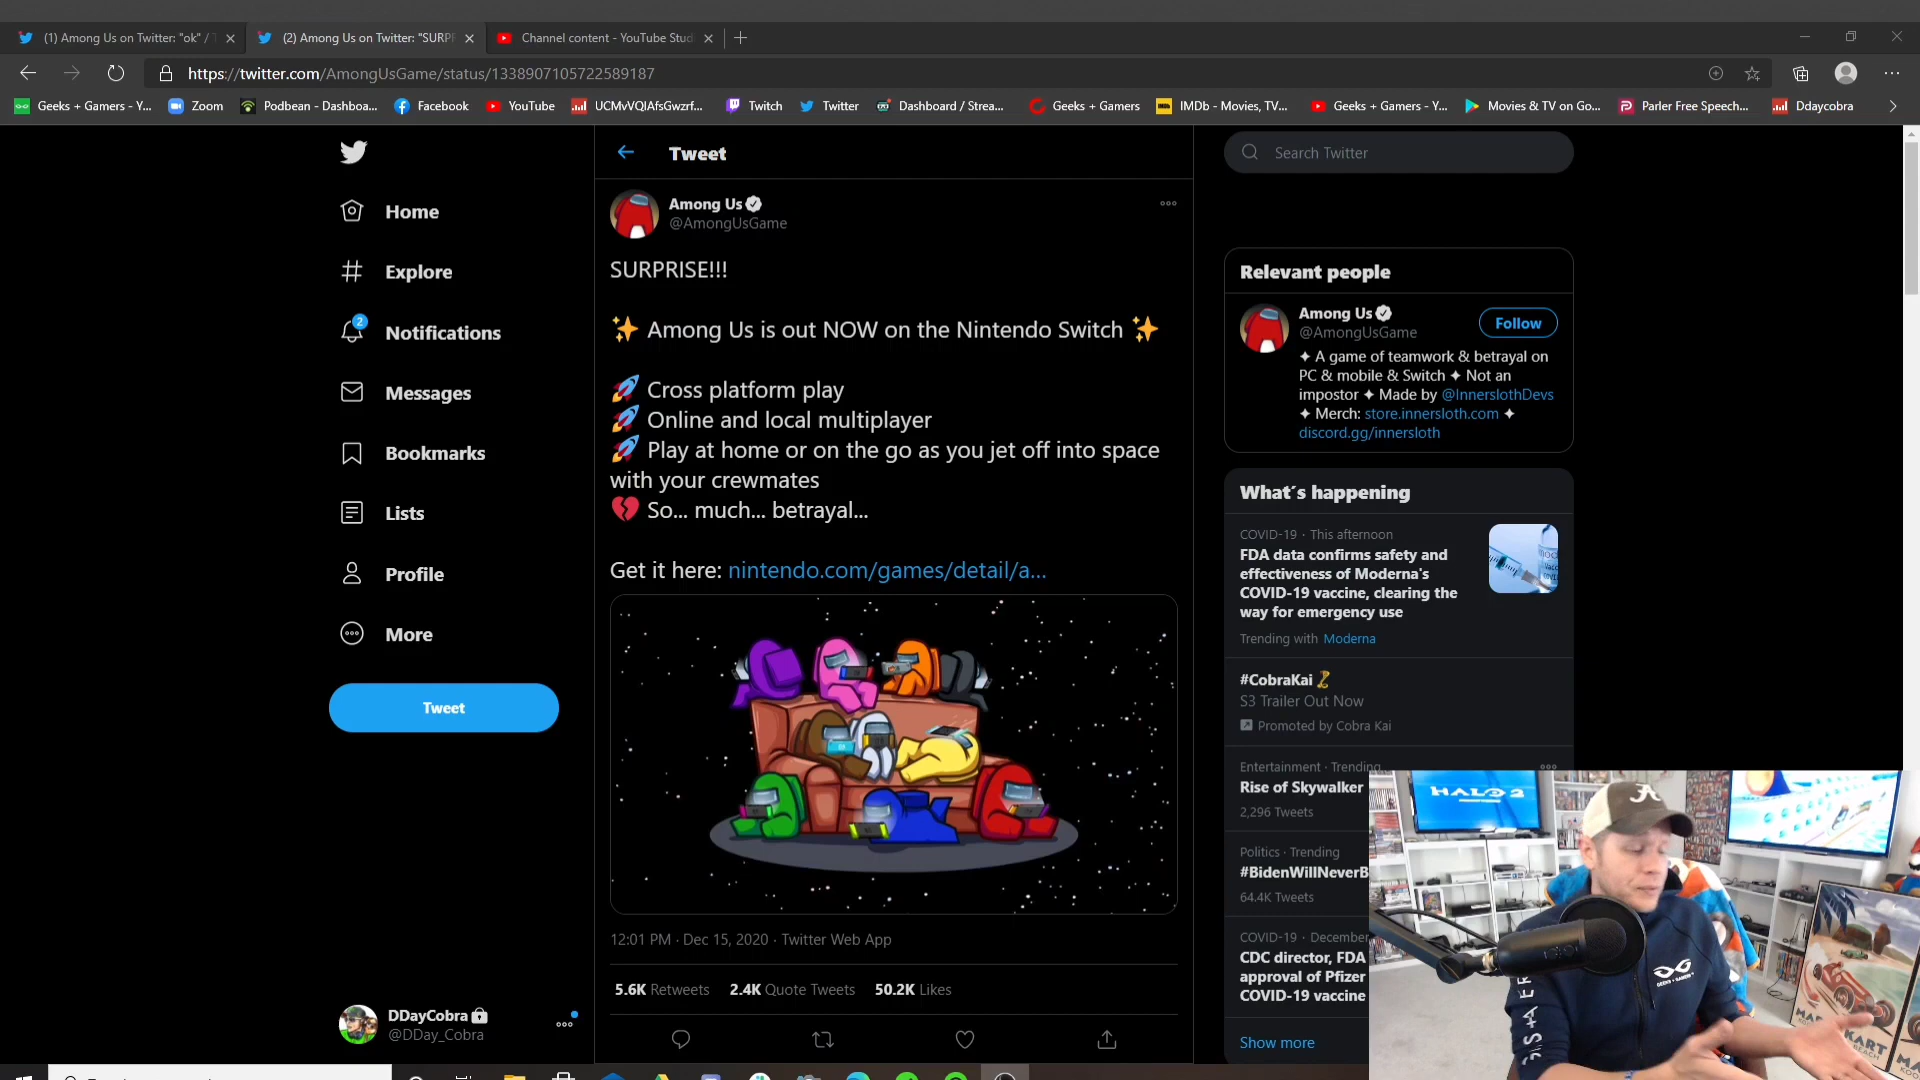 (1) Among Us on Twitter: "ok" / T
(2) Among Us on Twitter: "SURPR
Channel content - YouTube Studi
https://twitter.com/AmongUsGame/status/1338907105722589187
Geeks + Gamers - Y...
Zoom
Podbean - Dashboa...
Facebook
YouTube
UCMvVQIAfsGwzrf...
Twitch
Twitter
Dashboard / Strea...
Geeks + Gamers
IMDb - Movies, TV...
Geeks + Gamers - Y...
Movies & TV on Go...
Parler Free Speech...
Ddaycobra
Home
Explore
2
Notifications
Messages
Bookmarks
Lists
Profile
More
Tweet
DDayCobra
@DDay_Cobra
Tweet
Among Us
@AmongUsGame
SURPRISE!!!
✨ Among Us is out NOW on the Nintendo Switch ✨
🚀 Cross platform play
🚀 Online and local multiplayer
🚀 Play at home or on the go as you jet off into space
with your crewmates
💔 So... much... betrayal...
Get it here: nintendo.com/games/detail/a...
12:01 PM · Dec 15, 2020 · Twitter Web App
5.6K Retweets 2.4K Quote Tweets 50.2K Likes
Search Twitter
Relevant people
Among Us
@AmongUsGame
Follow
✦ A game of teamwork & betrayal on
PC & mobile & Switch ✦ Not an
impostor ✦ Made by @InnerslothDevs
✦ Merch: store.innersloth.com ✦
discord.gg/innersloth
What's happening
COVID-19 · This afternoon
FDA data confirms safety and
effectiveness of Moderna's
COVID-19 vaccine, clearing the
way for emergency use
Trending with Moderna
#CobraKai
S3 Trailer Out Now
Promoted by Cobra Kai
Entertainment · Trending
Rise of Skywalker
2,296 Tweets
Politics · Trending
#BidenWillNeverB
64.4K Tweets
COVID-19 · December
CDC director, FDA
approval of Pfizer
COVID-19 vaccine
Show more
HALO 2
A
GEEKS + GAMERS